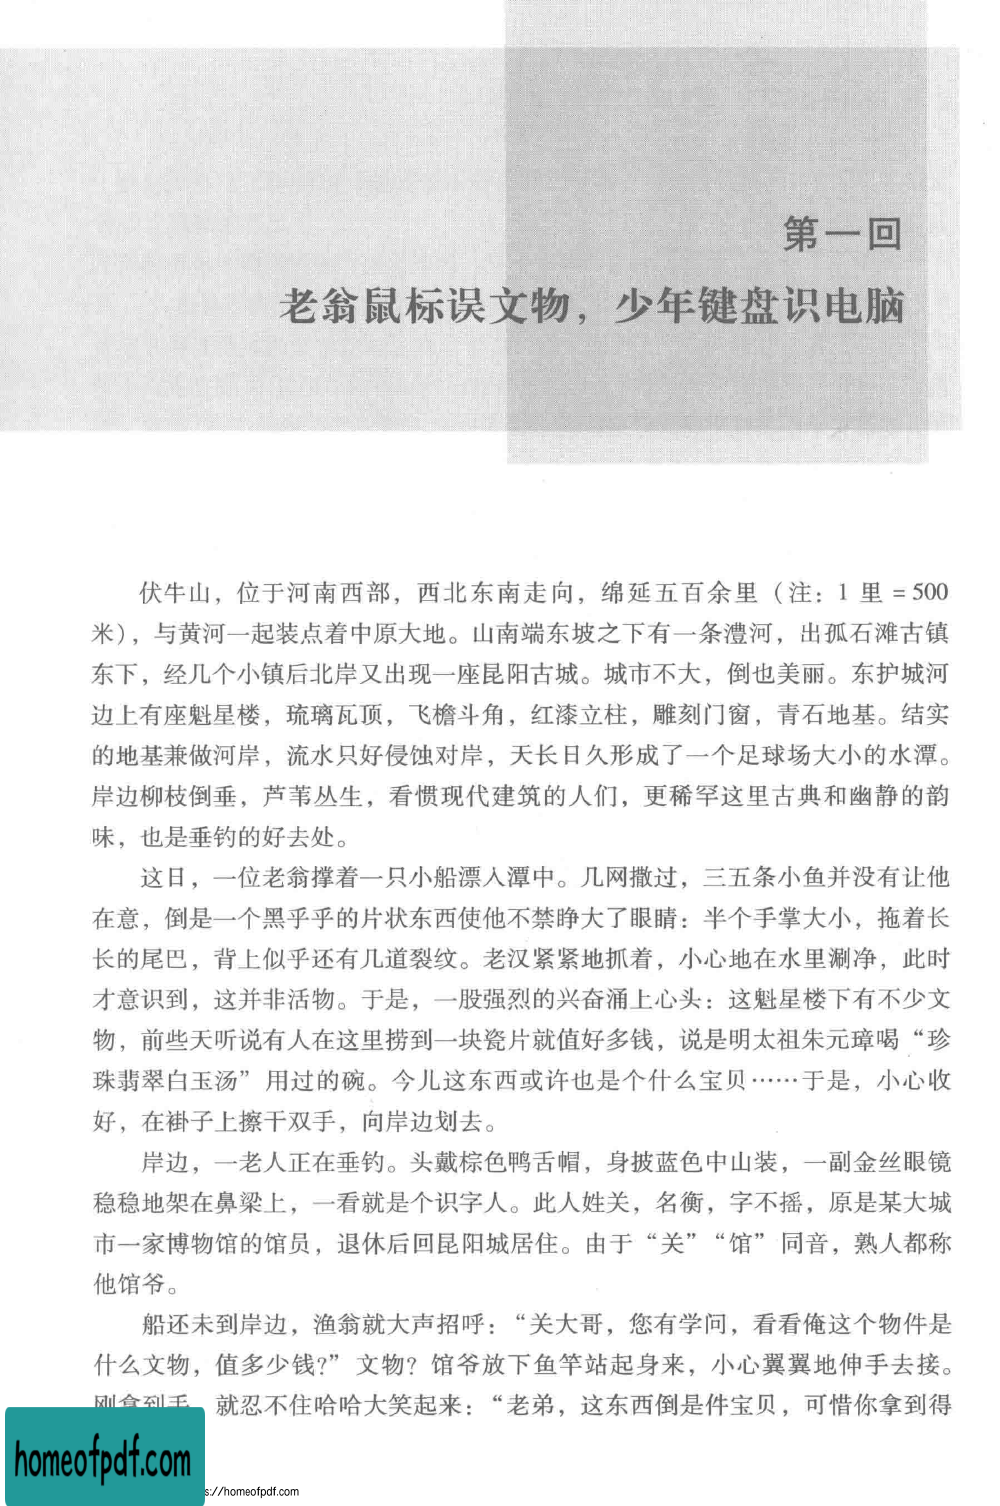 第一回
老翁鼠标误文物，少年键盘识电脑
伏牛山，位于河南西部，西北东南走向，绵延五百余里（注：1 里 = 500
米），与黄河一起装点着中原大地。山南端东坡之下有一条澧河，出孤石滩古镇
东下，经几个小镇后北岸又出现一座昆阳古城。城市不大，倒也美丽。东护城河
边上有座魁星楼，琉璃瓦顶，飞檐斗角，红漆立柱，雕刻门窗，青石地基。结实
的地基兼做河岸，流水只好侵蚀对岸，天长日久形成了一个足球场大小的水潭。
岸边柳枝倒垂，芦苇丛生，看惯现代建筑的人们，更稀罕这里古典和幽静的韵
味，也是垂钓的好去处。
这日，一位老翁撑着一只小船漂入潭中。几网撒过，三五条小鱼并没有让他
在意，倒是一个黑乎乎的片状东西使他不禁睁大了眼睛：半个手掌大小，拖着长
长的尾巴，背上似乎还有几道裂纹。老汉紧紧地抓着，小心地在水里涮净，此时
才意识到，这并非活物。于是，一股强烈的兴奋涌上心头：这魁星楼下有不少文
物，前些天听说有人在这里捞到一块瓷片就值好多钱，说是明太祖朱元璋喝“珍
珠翡翠白玉汤”用过的碗。今儿这东西或许也是个什么宝贝……于是，小心收
好，在褂子上擦干双手，向岸边划去。
岸边，一老人正在垂钓。头戴棕色鸭舌帽，身披蓝色中山装，一副金丝眼镜
稳稳地架在鼻梁上，一看就是个识字人。此人姓关，名衡，字不摇，原是某大城
市一家博物馆的馆员，退休后回昆阳城居住。由于“关”“馆”同音，熟人都称
他馆爷。
船还未到岸边，渔翁就大声招呼：“关大哥，您有学问，看看俺这个物件是
什么文物，值多少钱?”文物？馆爷放下鱼竿站起身来，小心翼翼地伸手去接。
刚拿到手，就忍不住哈哈大笑起来：“老弟，这东西倒是件宝贝，可惜你拿到得
homeofpdf.com
s://homeofpdf.com